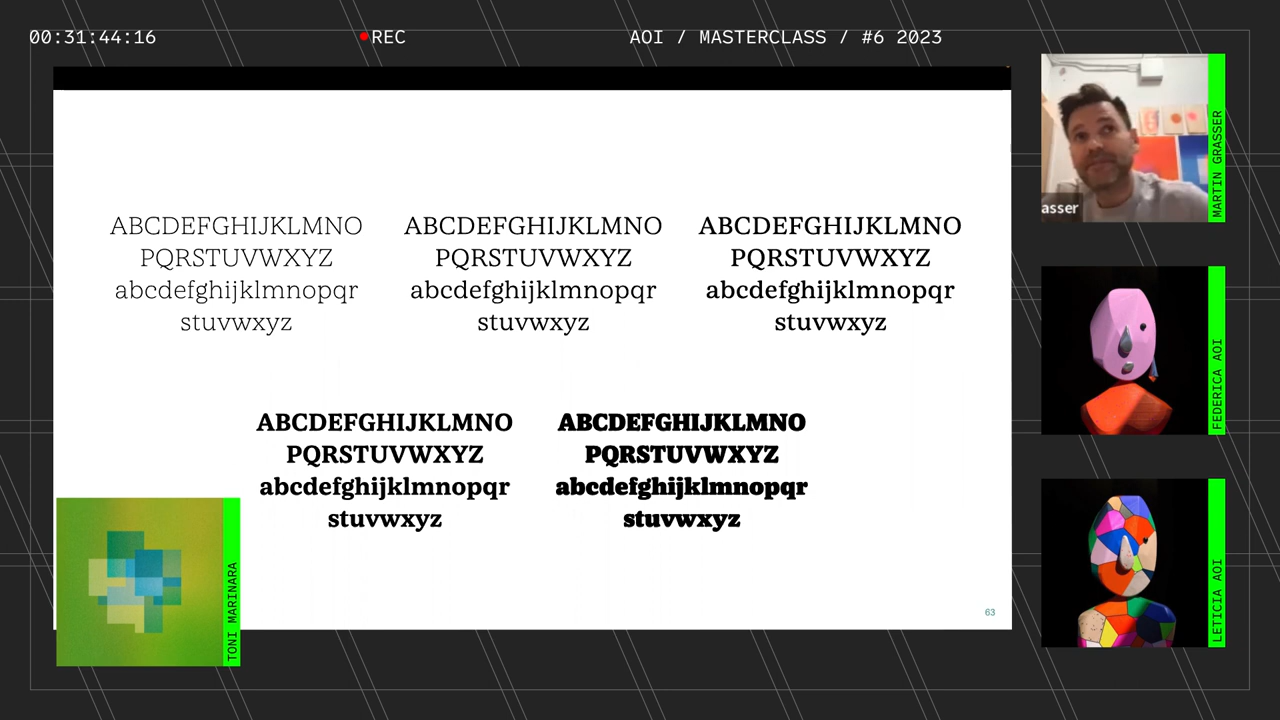 00:31:44:16
REC
AOI / MASTERCLASS / #6 2023
ABCDEFGHIJKLMNO
PQRSTUVWXYZ
abcdefghijklmnopqr
stuvwxyz
ABCDEFGHIJKLMNO
PQRSTUVWXYZ
abcdefghijklmnopqr
stuvwxyz
ABCDEFGHIJKLMNO
PQRSTUVWXYZ
abcdefghijklmnopqr
stuvwxyz
ABCDEFGHIJKLMNO
PQRSTUVWXYZ
abcdefghijklmnopqr
stuvwxyz
ABCDEFGHIJKLMNO
PQRSTUVWXYZ
abcdefghijklmnopqr
stuvwxyz
63
TONI MARINARA
asser
MARTIN GRASSER
FEDERICA AOI
LETICIA AOI